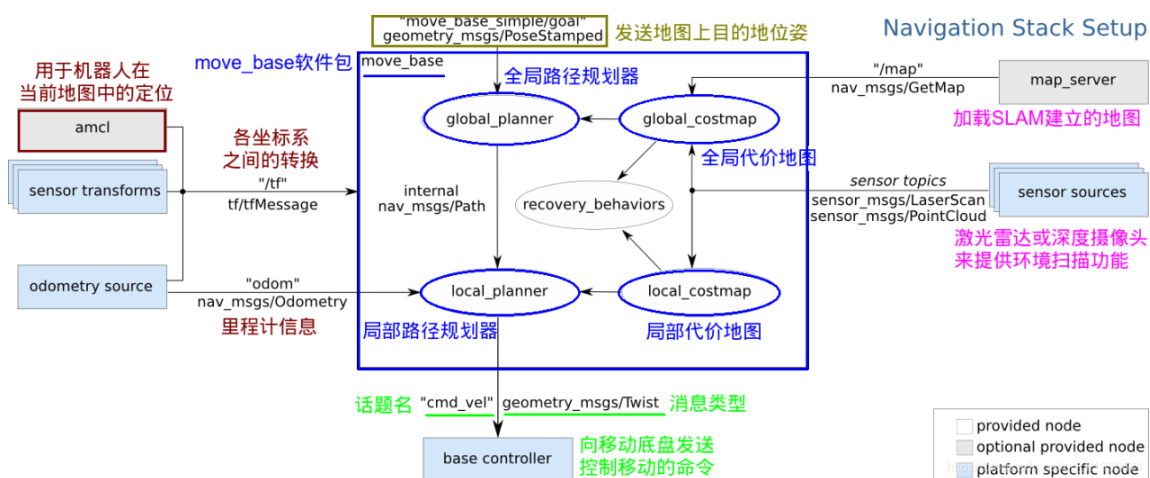 "move_base_simple/goal"
geometry_msgs/PoseStamped
发送地图上目的地位姿
Navigation Stack Setup
用于机器人在
当前地图中的定位
move_base软件包
move_base
全局路径规划器
"/map"
nav_msgs/GetMap
map_server
加载SLAM建立的地图
amcl
各坐标系
之间的转换
global_planner
global_costmap
全局代价地图
sensor transforms
"/tf"
tf/tfMessage
internal
nav_msgs/Path
recovery_behaviors
sensor topics
sensor_msgs/LaserScan
sensor_msgs/PointCloud
sensor sources
激光雷达或深度摄像头
来提供环境扫描功能
odometry source
"odom"
nav_msgs/Odometry
里程计信息
local_planner
local_costmap
局部路径规划器
局部代价地图
话题名
"cmd_vel"
geometry_msgs/Twist
消息类型
base controller
向移动底盘发送
控制移动的命令
provided node
optional provided node
platform specific node